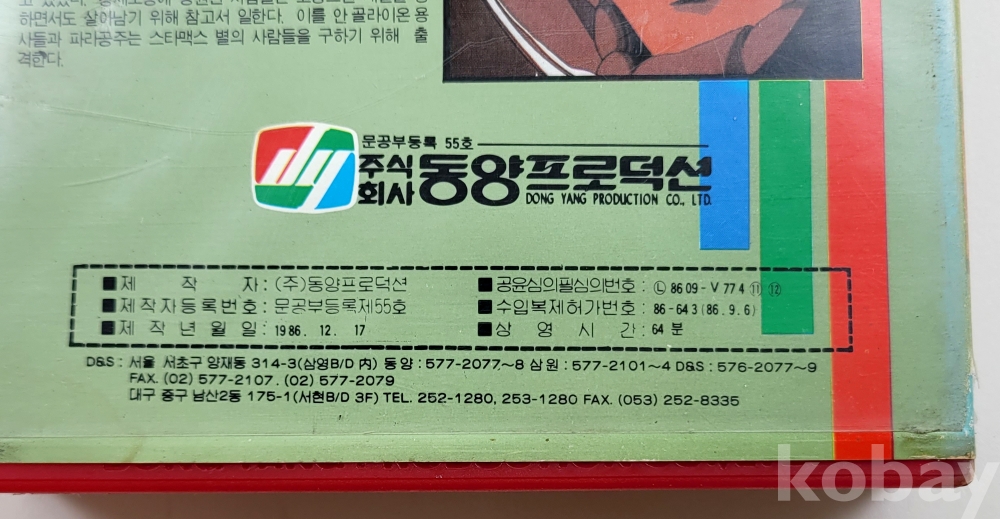 하면서도 살아남기 위해 참고서 일한다. 이를 안 꼴라이온 용
사들과 파라공주는 스타맥스 별의 사람들을 구하기 위해 출
격한다.
dy
문공부등록 55호
주식회사 동양프로덕션
DONG YANG PRODUCTION CO., LTD.
■제 작 자: (주)동양프로덕션
■제작자등록번호: 문공부등록제55호
■제작년월일: 1986. 12. 17
■공윤심의필심의번호: Ⓛ8609-V774⑪⑫
■수입복제허가번호: 86-643(86.9.6)
■상 영 시 간: 64 분
D&S: 서울 서초구 양재동 314-3(삼영B/D 内) 동양: 577-2077~8 삼원: 577-2101~4 D&S: 576-2077~9
FAX. (02) 577-2107. (02) 577-2079
대구 중구 남산2동 175-1(서현B/D 3F) TEL. 252-1280, 253-1280 FAX. (053) 252-8335
kobay